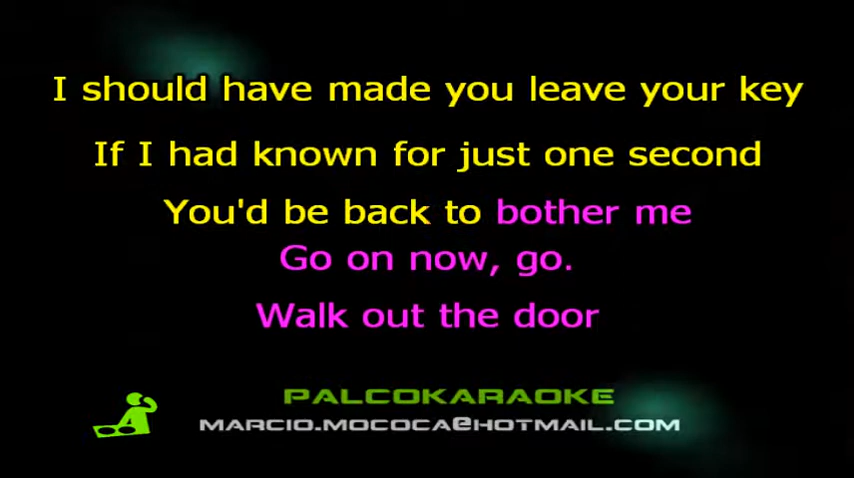 I should have made you leave your key
If I had known for just one second
You'd be back to bother me
Go on now, go.
Walk out the door
PALCOKARAOKE
MARCIO.MOCOCA@HOTMAIL.COM